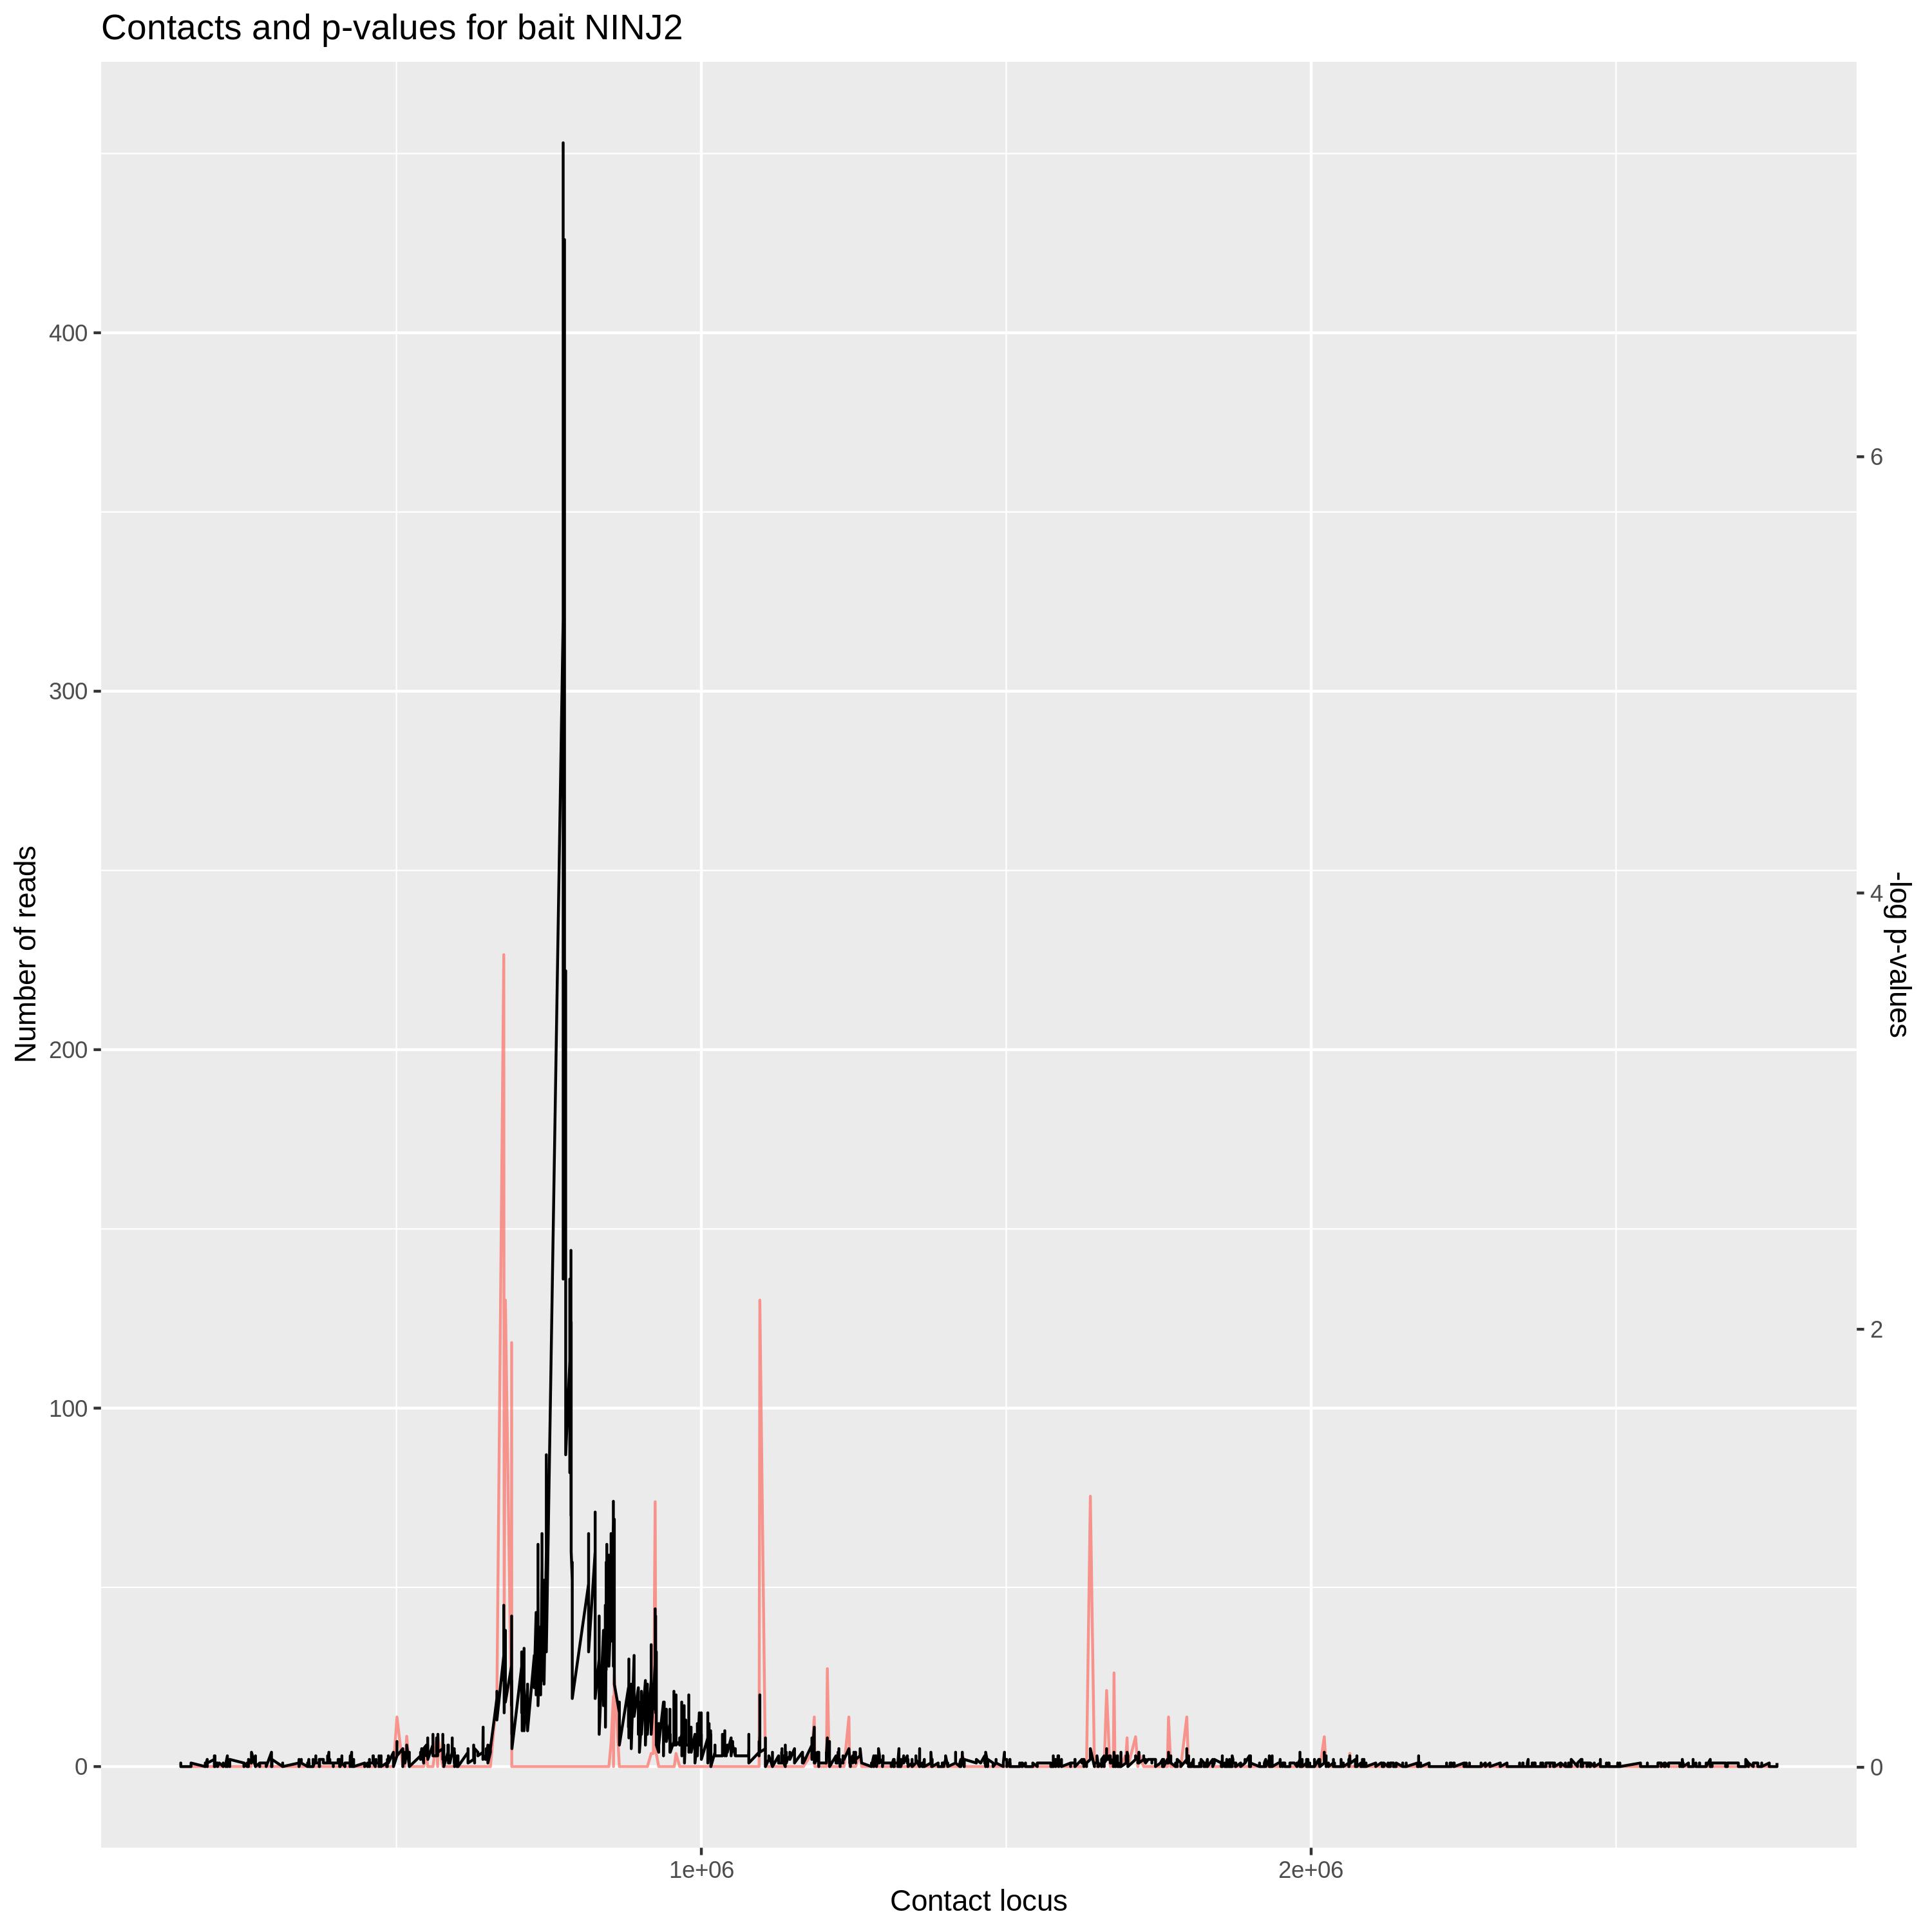 Contacts and p-values for bait NINJ2
Number of reads
400
300
200
100
0
6
4
2
0
-log p-values
1e+06
2e+06
Contact locus